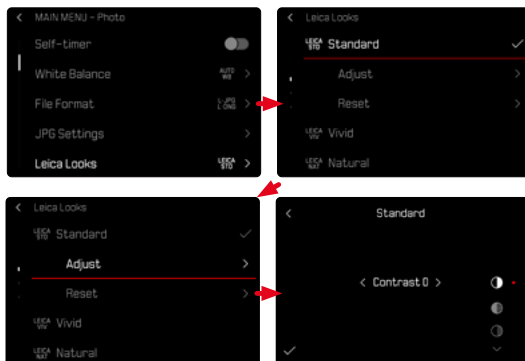 MAIN MENU - Photo
Self-timer
White Balance AUTO WB
File Format L-JPG L-DNG
JPG Settings
Leica Looks LEICA STD
Leica Looks
LEICA STD Standard
Adjust
Reset
LEICA VIV Vivid
LEICA NAT Natural
Leica Looks
LEICA STD Standard
Adjust
Reset
LEICA VIV Vivid
LEICA NAT Natural
Standard
Contrast 0